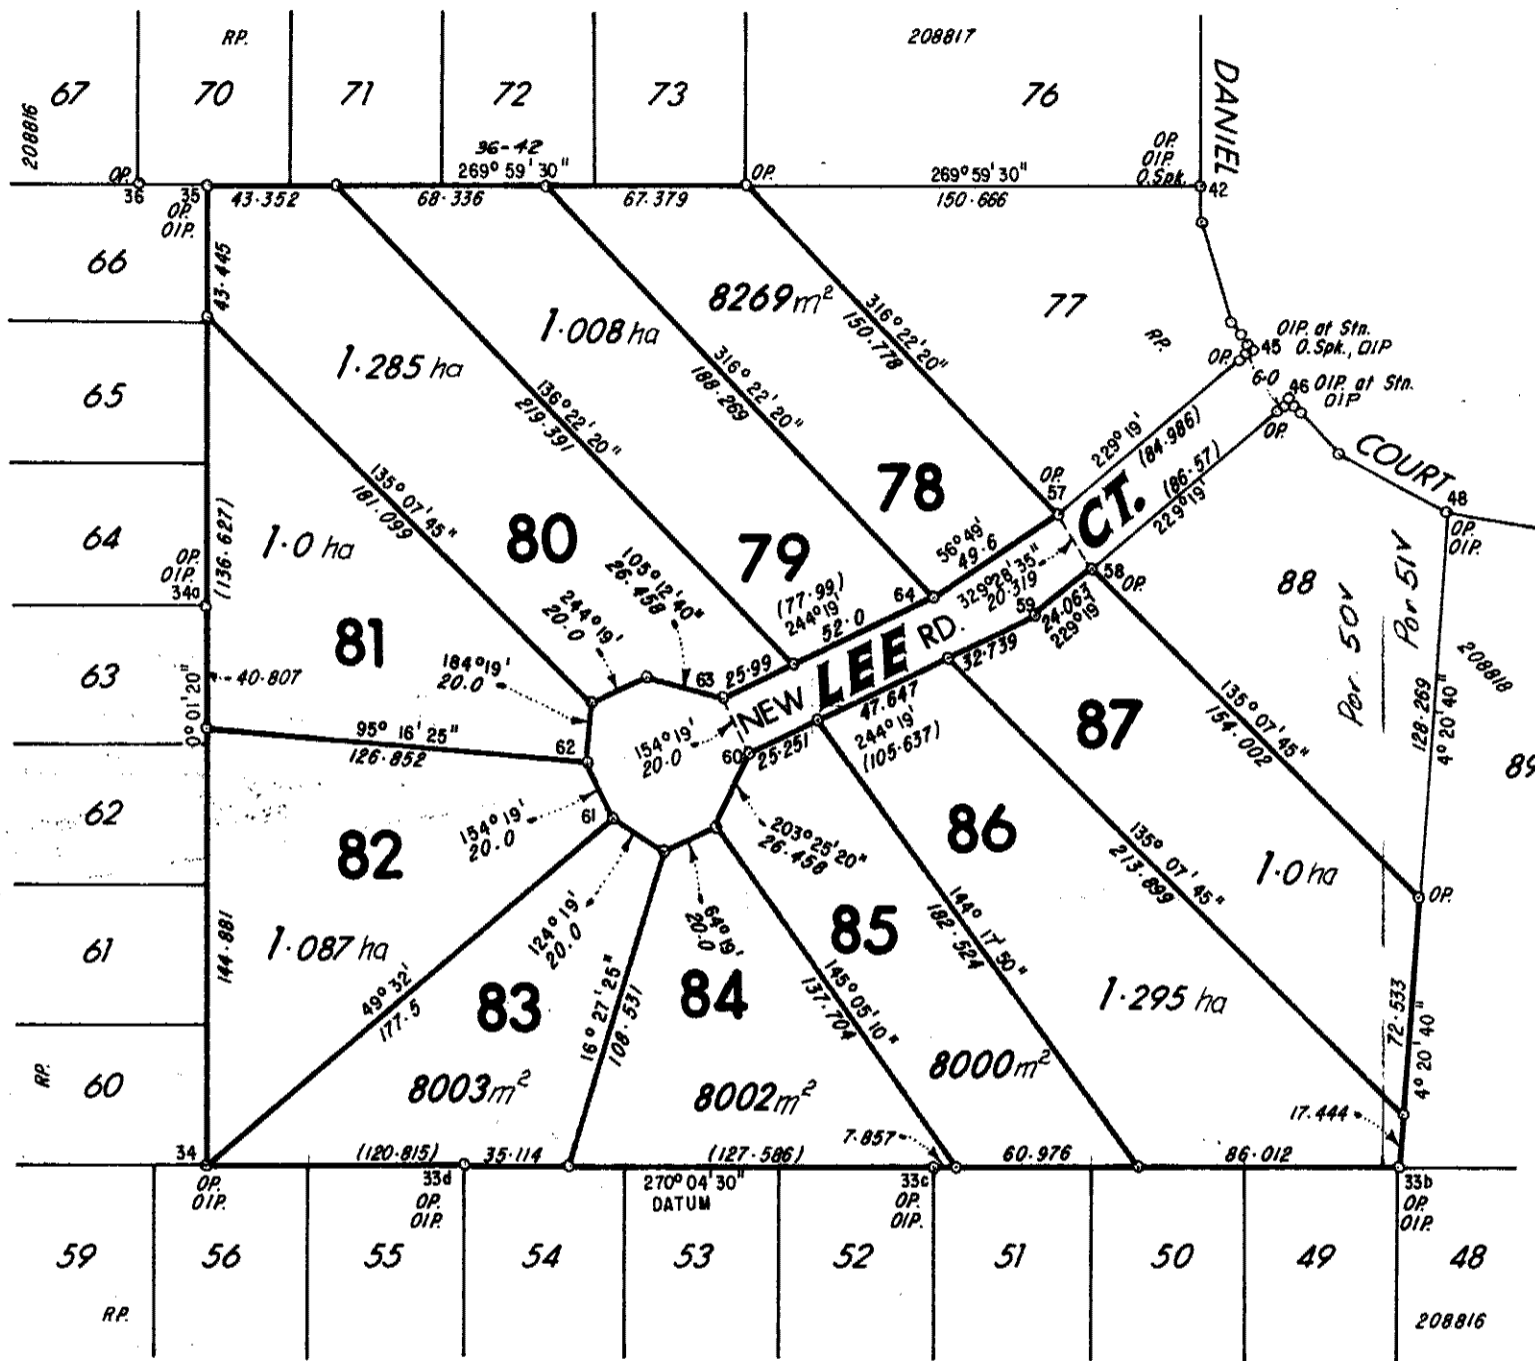 RP.
208817
67
70
71
72
73
76
DANIEL
208816
36-42
269° 59' 30"
OP.
OP.
269° 59' 30"
OP.
OIP.
O.Spk.
42
36
35
OP.
OIP.
43·352
68·336
67·379
150·666
66
43·445
8269m²
316° 22' 20"
150·778
77
RP.
OIP. at Stn.
45 O.Spk., OIP
OP.
6·0
46 OIP. at Stn.
OIP
OP.
1·008 ha
1·285 ha
316° 22' 20"
188·269
136° 22' 20"
219·391
65
229° 19'
(84·986)
(86·57)
229° 19'
COURT
48
OP.
OIP.
135° 07' 45"
181·099
78
OP.
57
CT.
64
(136·627)
1·0 ha
80
79
56° 49'
49·6
329° 28' 35"
20·319
OP.
OIP.
34a
105° 12' 40"
26·458
(77·99)
244° 19'
52·0
64
58 OP.
59
24·063
229° 19'
88
Por. 50V
Por 51V
208818
244° 19'
20·0
81
184° 19'
20·0
63
25·99
NEW LEE RD.
32·739
63
40·807
0° 01' 20"
95° 16' 25"
126·852
62
154° 19'
20·0
60
25·251
47·647
244° 19'
(105·637)
87
135° 07' 45"
154·002
128·269
4° 20' 40"
89
62
82
154° 19'
20·0
61
203° 25' 20"
26·458
86
135° 07' 45"
213·899
1·0 ha
OP.
61
144·881
1·087 ha
49° 32'
177·5
124° 19'
20·0
64° 19'
20·0
85
144° 17' 50"
182·524
83
84
16° 27' 25"
108·531
145° 05' 10"
137·704
1·295 ha
72·533
4° 20' 40"
RP.
60
8003m²
8002m²
8000m²
17·444
34
(120·815)
35·114
(127·586)
7·857
60·976
86·012
OP.
OIP.
33d
OP.
OIP.
270° 04' 30"
DATUM
33c
OP.
OIP.
33b
OP.
OIP.
59
56
55
54
53
52
51
50
49
48
RP.
208816